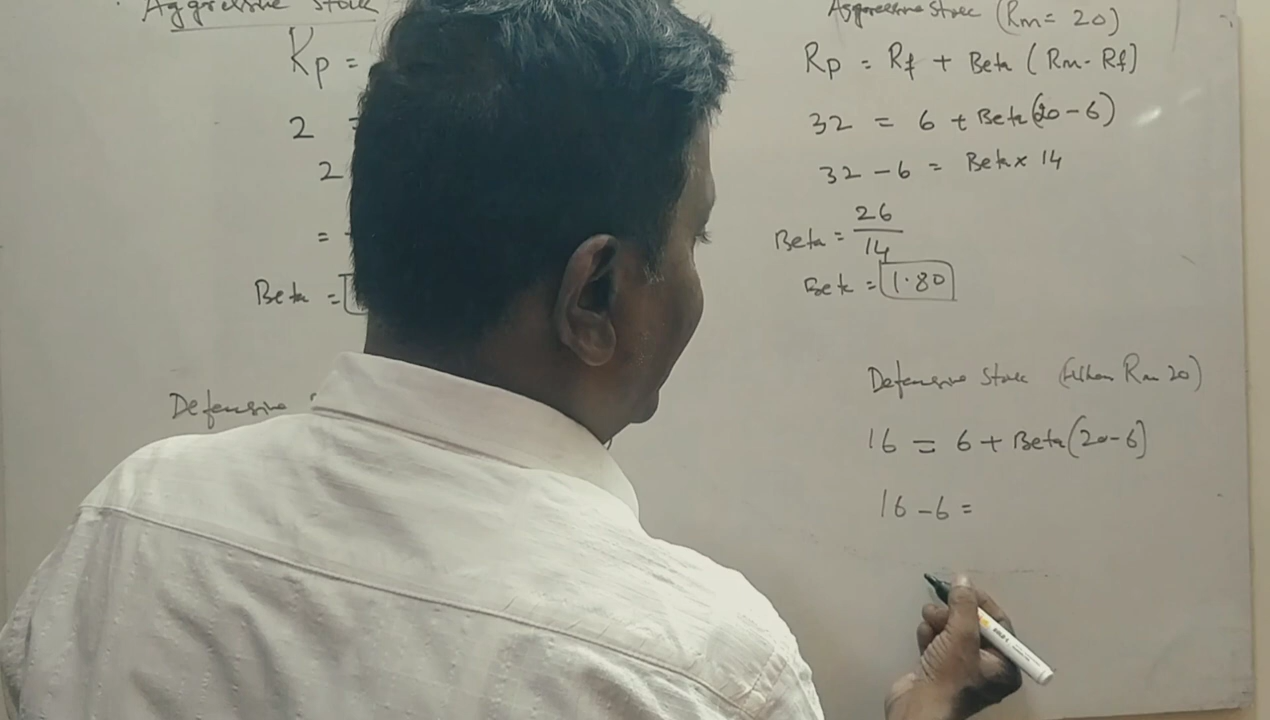 Aggressive Stock
Kp =
2 =
2
=
Beta =
Defensive
Aggressive Stock (Rm = 20)
Rp = Rf + Beta (Rm - Rf)
32 = 6 + Beta (20 - 6)
32 - 6 = Beta x 14
Beta = 26
14
Beta = 1.80
Defensive Stock (When Rm 20)
16 = 6 + Beta (20-6)
16 - 6 =